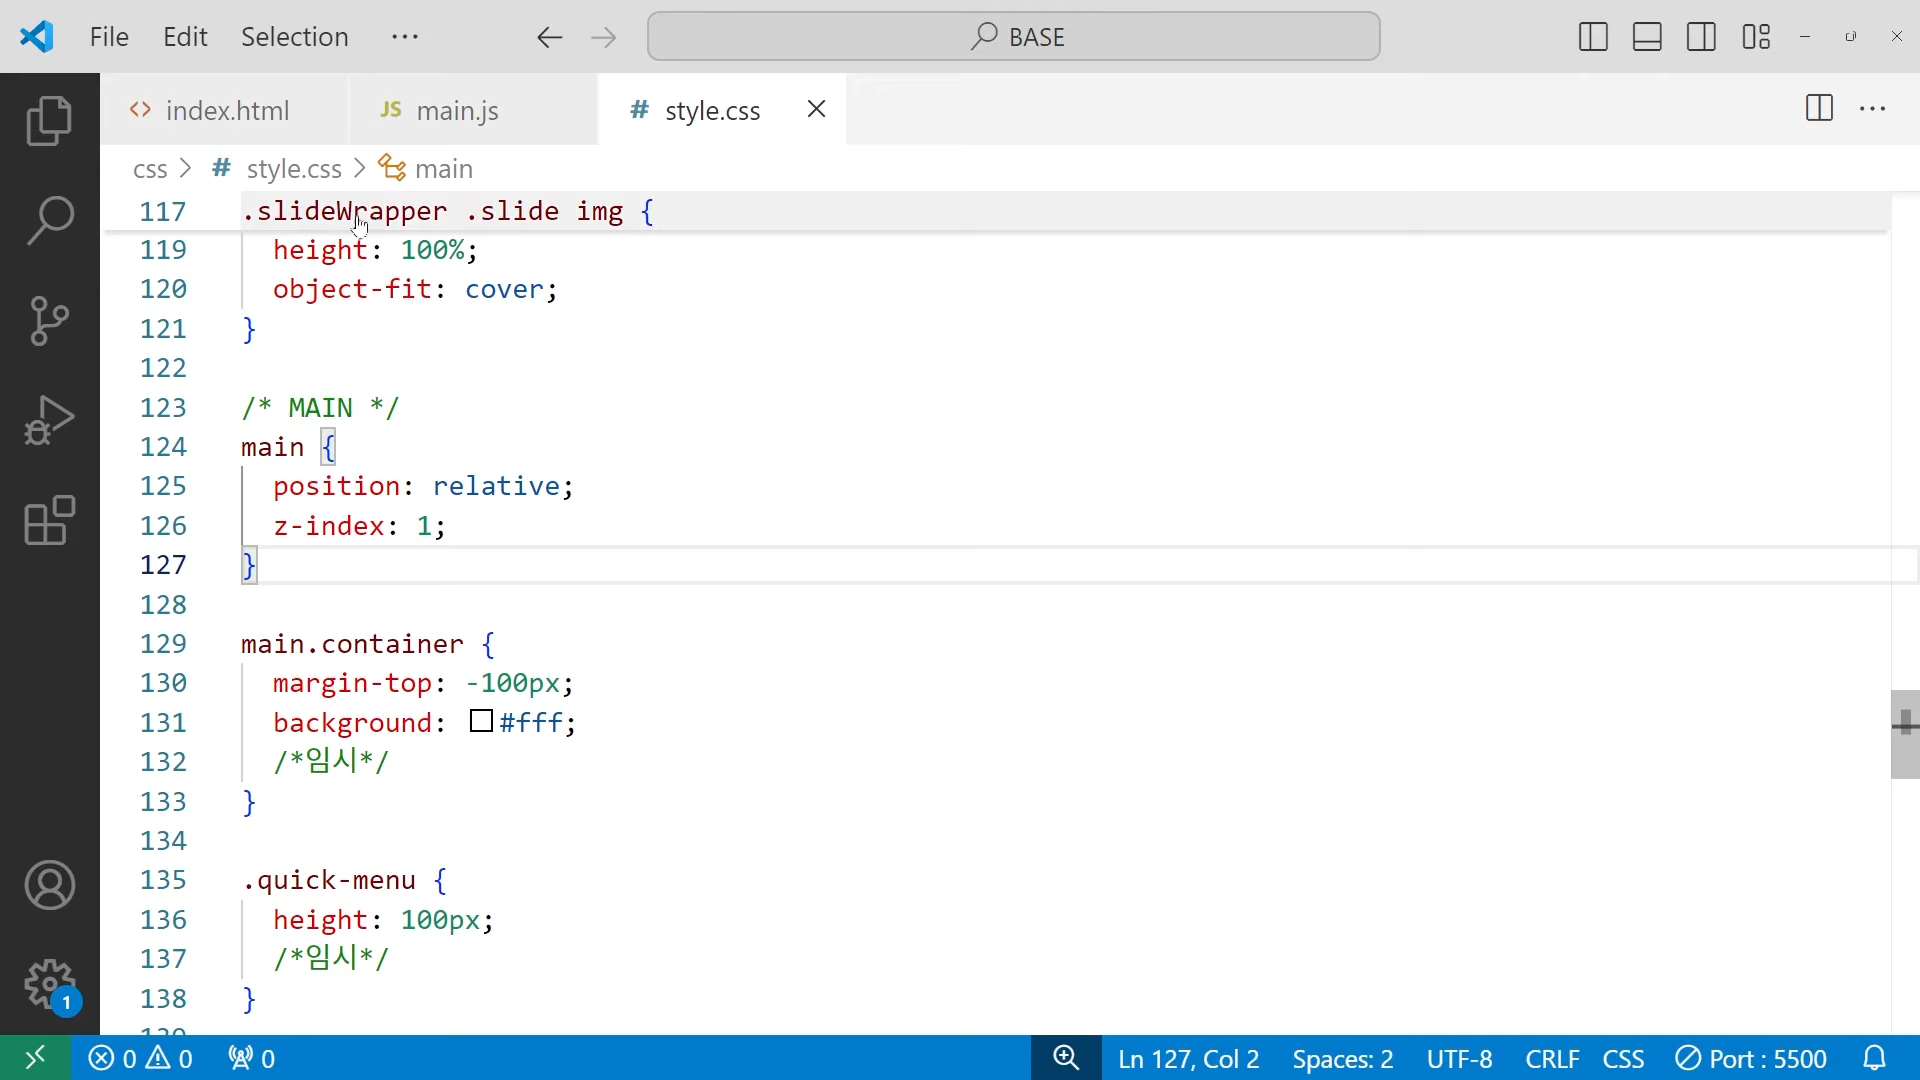 File Edit Selection ··· BASE
index.html JS main.js # style.css
css > # style.css > main
117 .slideWrapper .slide img {
119 height: 100%;
120 object-fit: cover;
121 }
122
123 /* MAIN */
124 main {
125 position: relative;
126 z-index: 1;
127 }
128
129 main.container {
130 margin-top: -100px;
131 background: #fff;
132 /*임시*/
133 }
134
135 .quick-menu {
136 height: 100px;
137 /*임시*/
138 }
1
0 0 0 Ln 127, Col 2 Spaces: 2 UTF-8 CRLF CSS Port : 5500